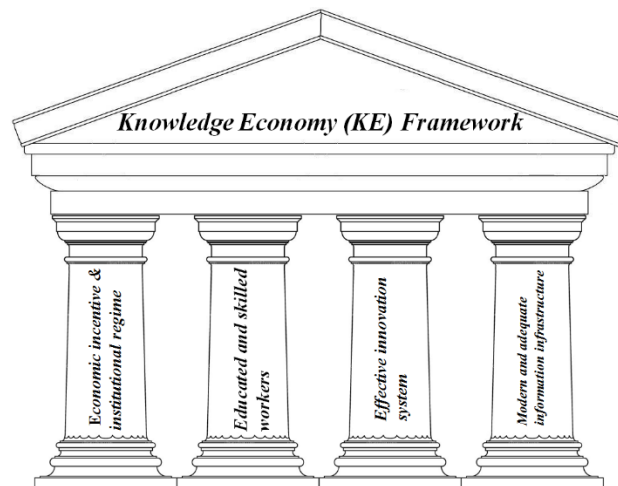 Knowledge Economy (KE) Framework
Economic incentive &
institutional regime
Educated and skilled
workers
Effective innovation
system
Modern and adequate
information infrastructure